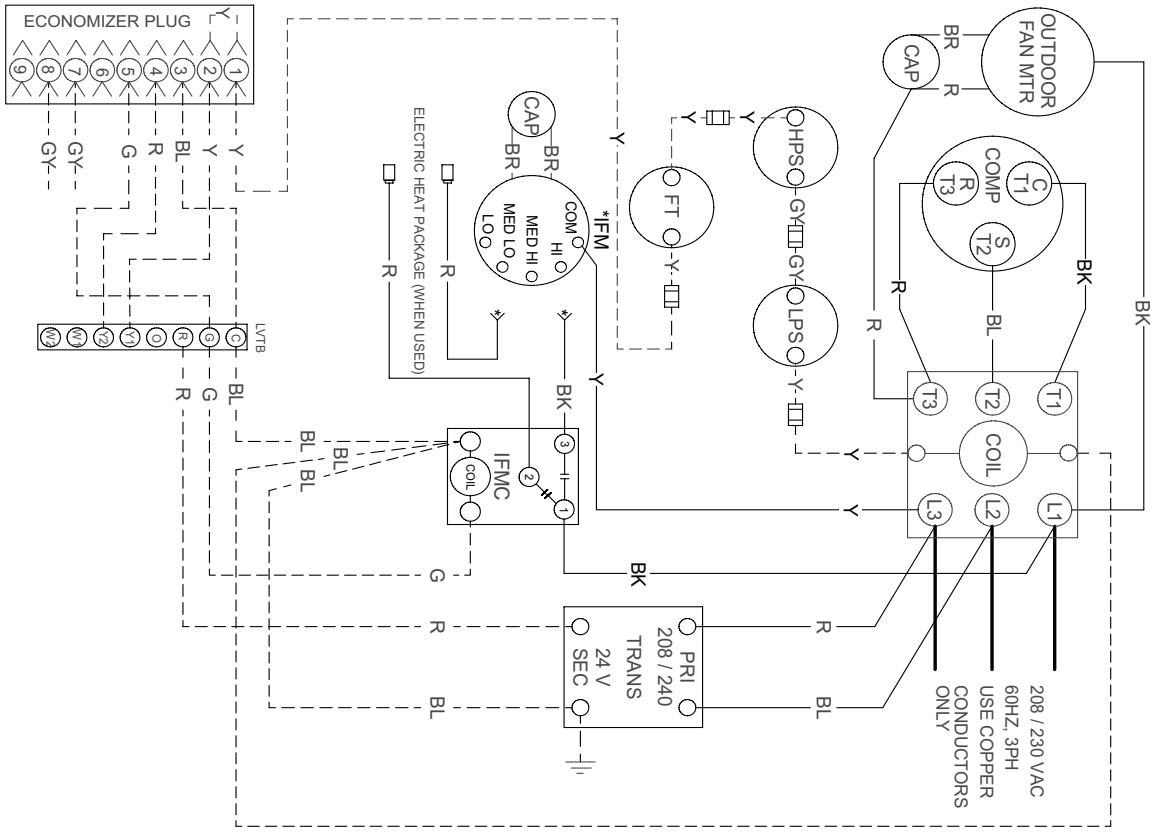 ECONOMIZER PLUG
Y
9
8
7
6
5
4
3
2
1
GY
GY
G
R
BL
Y
Y
LVTB
W2
W1
Y2
Y1
O
R
G
C
R
G
BL
ELECTRIC HEAT PACKAGE (WHEN USED)
R
R
CAP
BR
BR
*IFM
COM
HI
MED HI
MED LO
LO
*
*
BK
Y
Y
FT
Y
Y
Y
HPS
GY
GY
LPS
Y
Y
OUTDOOR
FAN MTR
CAP
BR
R
R
BK
COMP
R
T3
C
T1
S
T2
R
BL
BK
T3
T2
T1
COIL
L3
L2
L1
Y
BL
BL
BL
IFMC
COIL
3
2
1
G
BK
R
BL
PRI
208 / 240
TRANS
24 V
SEC
R
BL
208 / 230 VAC
60HZ, 3PH
USE COPPER
CONDUCTORS
ONLY